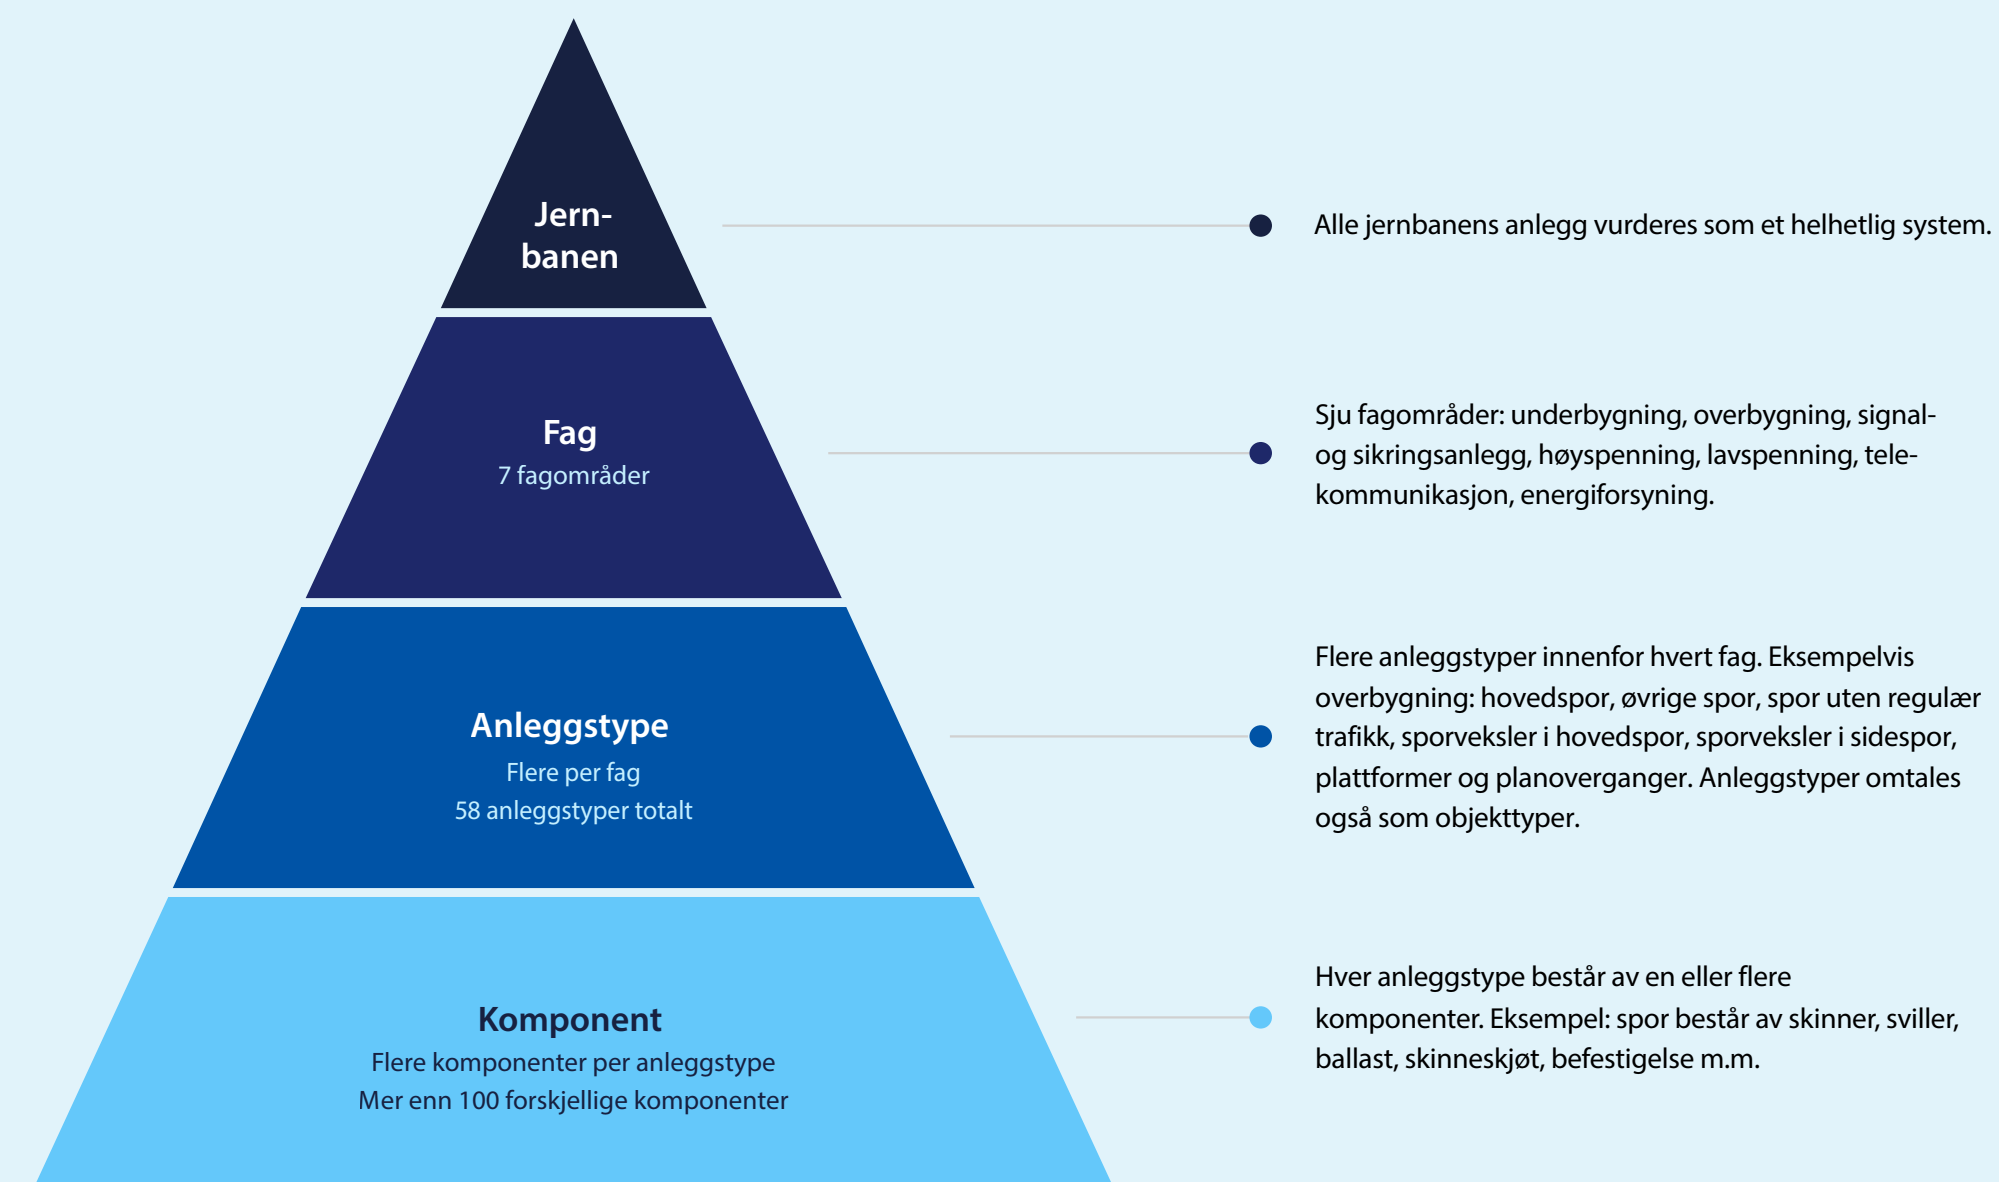 Jern-
banen
Alle jernbanens anlegg vurderes som et helhetlig system.
Fag
7 fagområder
Sju fagområder: underbygning, overbygning, signal-
og sikringsanlegg, høyspenning, lavspenning, tele-
kommunikasjon, energiforsyning.
Anleggstype
Flere per fag
58 anleggstyper totalt
Flere anleggstyper innenfor hvert fag. Eksempelvis
overbygning: hovedspor, øvrige spor, spor uten regulær
trafikk, sporveksler i hovedspor, sporveksler i sidespor,
plattformer og planoverganger. Anleggstyper omtales
også som objekttyper.
Komponent
Flere komponenter per anleggstype
Mer enn 100 forskjellige komponenter
Hver anleggstype består av en eller flere
komponenter. Eksempel: spor består av skinner, sviller,
ballast, skinneskjøt, befestigelse m.m.